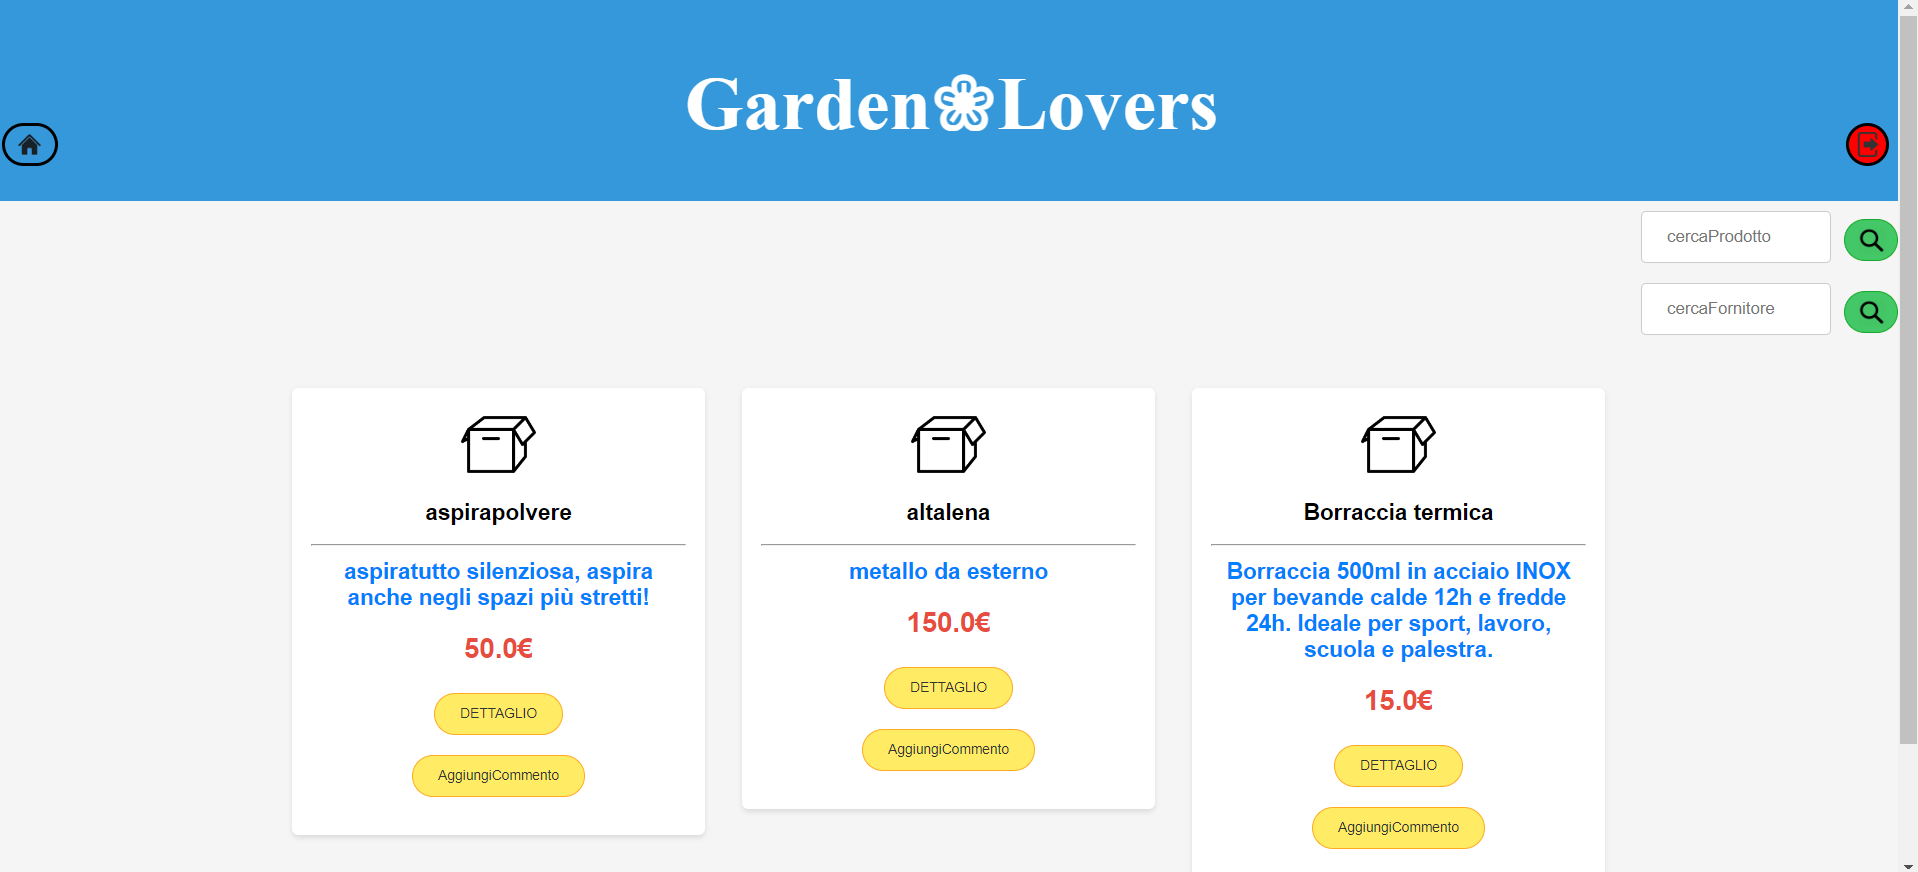 Garden❀Lovers
cercaProdotto
cercaFornitore
aspirapolvere
aspiratutto silenziosa, aspira
anche negli spazi più stretti!
50.0€
DETTAGLIO
AggiungiCommento
altalena
metallo da esterno
150.0€
DETTAGLIO
AggiungiCommento
Borraccia termica
Borraccia 500ml in acciaio INOX
per bevande calde 12h e fredde
24h. Ideale per sport, lavoro,
scuola e palestra.
15.0€
DETTAGLIO
AggiungiCommento